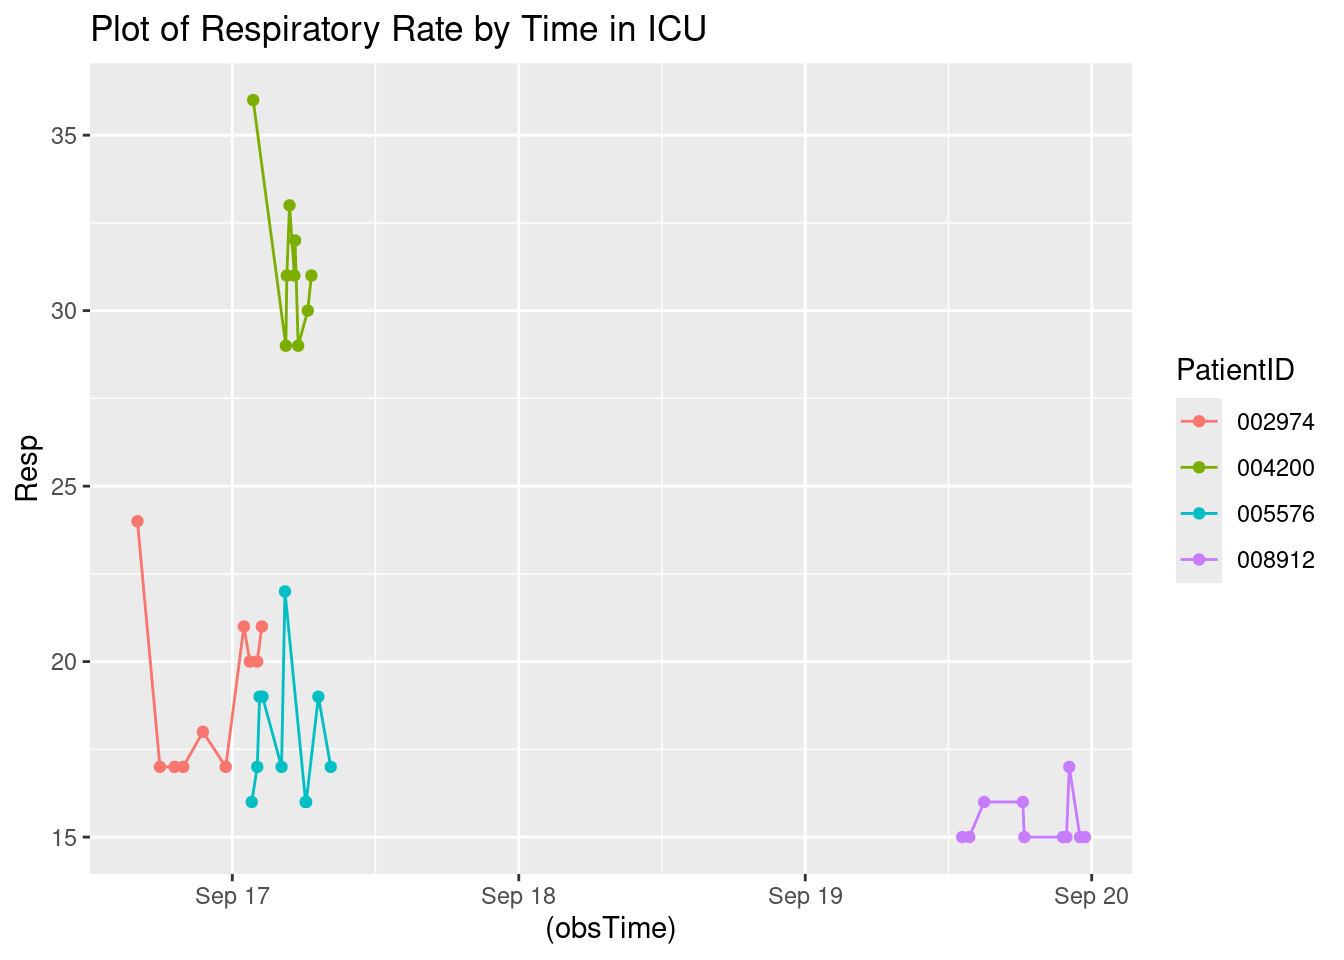 Plot of Respiratory Rate by Time in ICU
35
30
25
20
15
Resp
Sep 17
Sep 18
Sep 19
Sep 20
(obsTime)
PatientID
002974
004200
005576
008912